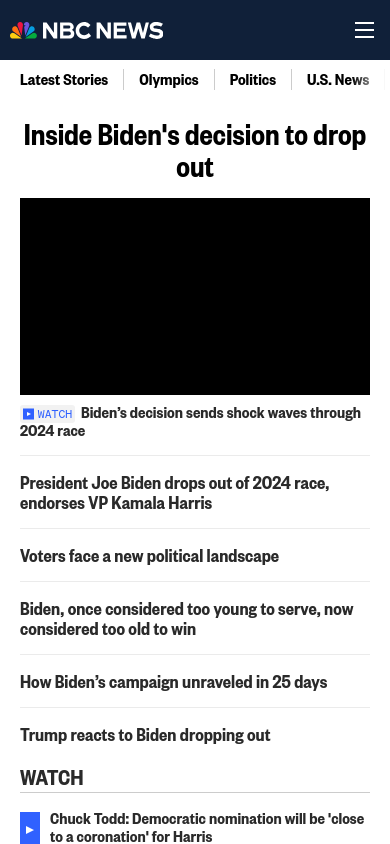 NBC NEWS
Latest Stories Olympics Politics U.S. News
Inside Biden's decision to drop
out
WATCH Biden’s decision sends shock waves through
2024 race
President Joe Biden drops out of 2024 race,
endorses VP Kamala Harris
Voters face a new political landscape
Biden, once considered too young to serve, now
considered too old to win
How Biden’s campaign unraveled in 25 days
Trump reacts to Biden dropping out
WATCH
Chuck Todd: Democratic nomination will be 'close
to a coronation' for Harris